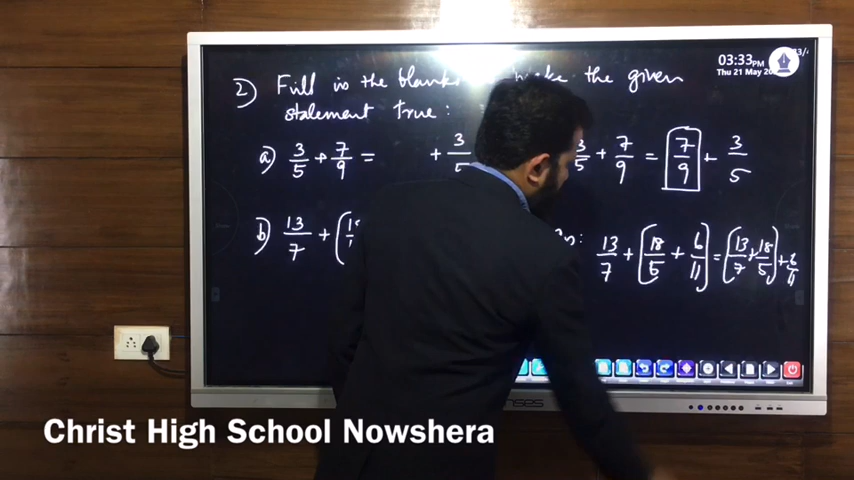 03:33PM
Thu 21 May
2) Fill in the blanks the given
statement true:
a) 3/5 + 7/9 = + 3/5
3/5 + 7/9 = 7/9 + 3/5
b) 13/7 + (
13/7 + [18/5 + 6/11] = [13/7 + 18/5] + 6/11
Christ High School Nowshera